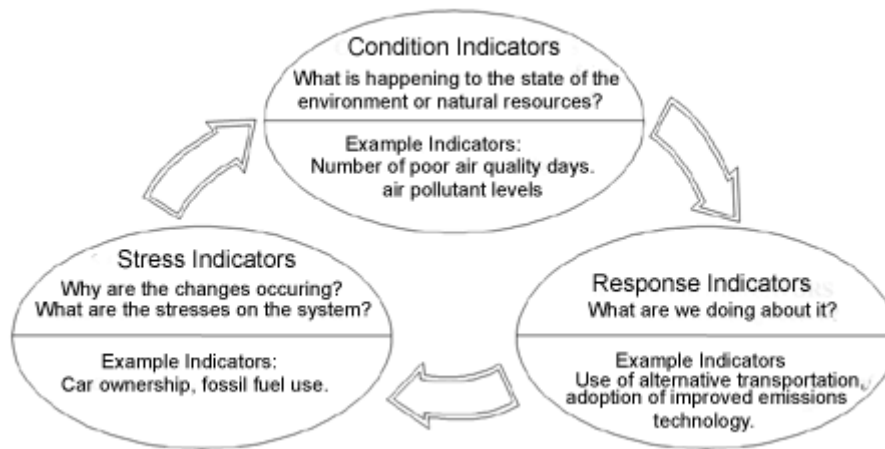 Condition Indicators
What is happening to the state of the
environment or natural resources?
Example Indicators:
Number of poor air quality days.
air pollutant levels
Stress Indicators
Why are the changes occuring?
What are the stresses on the system?
Example Indicators:
Car ownership, fossil fuel use.
Response Indicators
What are we doing about it?
Example Indicators
Use of alternative transportation,
adoption of improved emissions
technology.